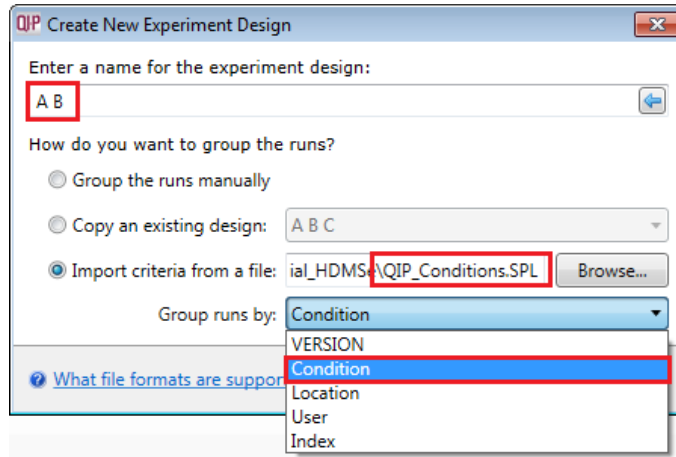 QIP Create New Experiment Design
Enter a name for the experiment design:
A B
How do you want to group the runs?
Group the runs manually
Copy an existing design: A B C
Import criteria from a file: ial_HDMSe\QIP_Conditions.SPL Browse...
Group runs by: Condition
VERSION
Condition
What file formats are suppor
Location
User
Index